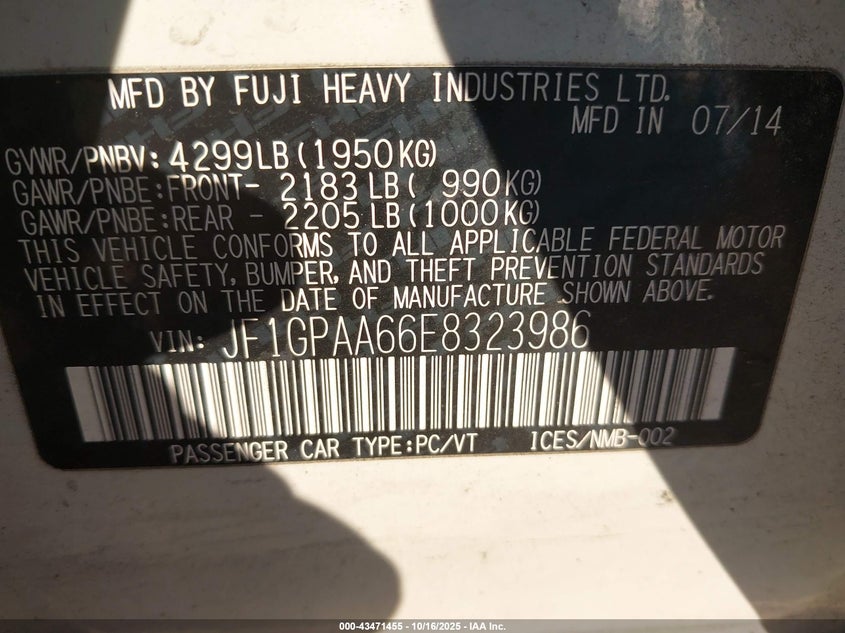 MFD BY FUJI HEAVY INDUSTRIES LTD.
MFD IN 07/14
GVWR/PNBV: 4299LB(1950KG)
GAWR/PNBE:FRONT- 2183LB( 990KG)
GAWR/PNBE:REAR - 2205LB(1000KG)
THIS VEHICLE CONFORMS TO ALL APPLICABLE FEDERAL MOTOR
VEHICLE SAFETY, BUMPER, AND THEFT PREVENTION STANDARDS
IN EFFECT ON THE DATE OF MANUFACTURE SHOWN ABOVE.
VIN: JF1GPAA66E8323986
PASSENGER CAR TYPE:PC/VT ICES/NMB-002
000-43471455 - 10/16/2025 - IAA Inc.